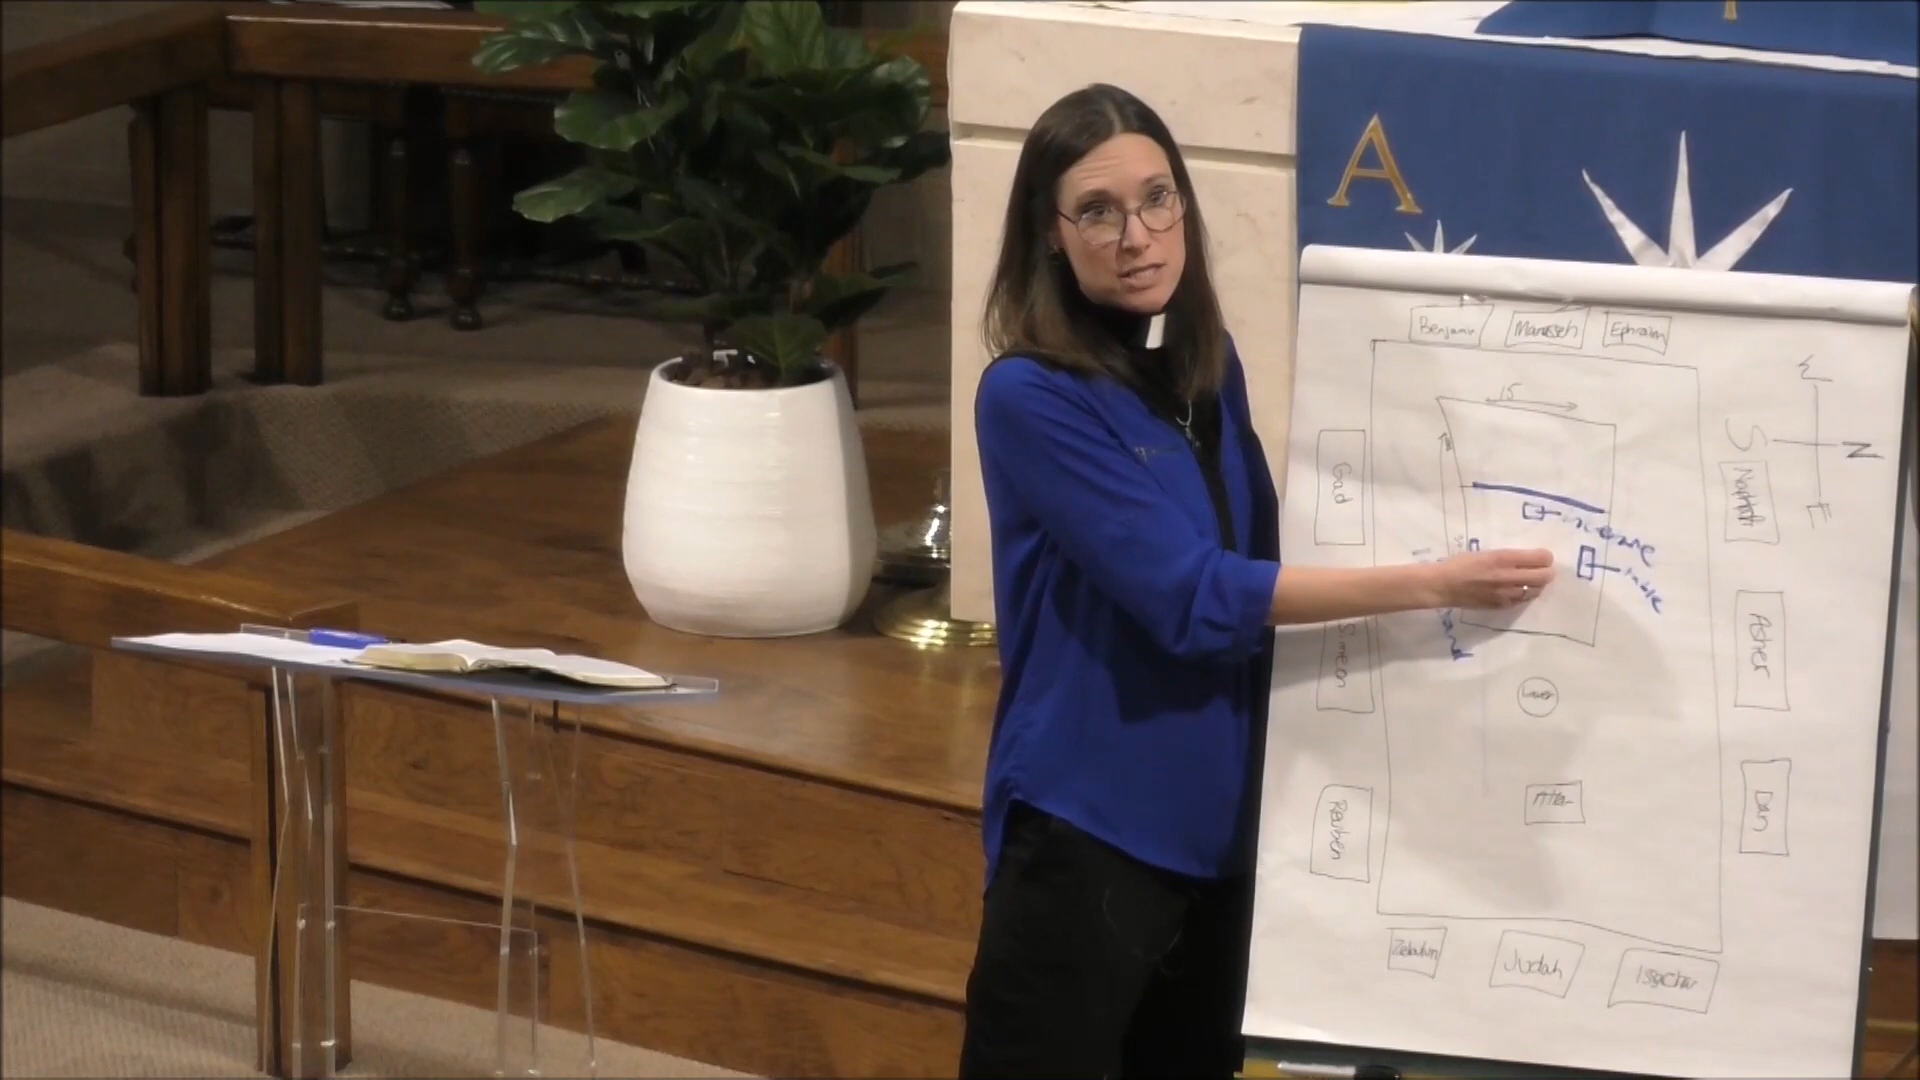 A
Benjamin Manasseh Ephraim
15
W
S N
E
Gad
Naphtali
incense
table
Simeon
Asher
Laver
Altar
Reuben
Dan
Zebulun Judah Issachar